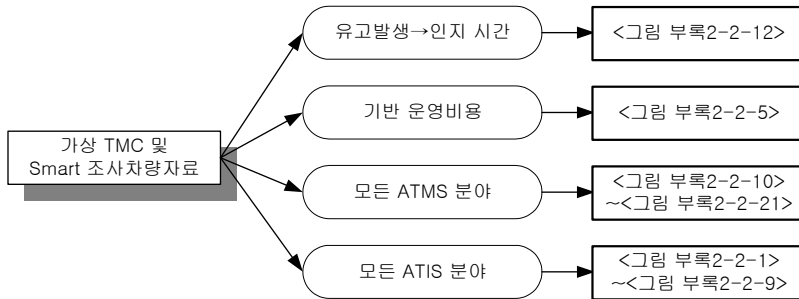 가상 TMC 및
Smart 조사차량자료
유고발생→인지 시간
<그림 부록2-2-12>
기반 운영비용
<그림 부록2-2-5>
모든 ATMS 분야
<그림 부록2-2-10>
~<그림 부록2-2-21>
모든 ATIS 분야
<그림 부록2-2-1>
~<그림 부록2-2-9>